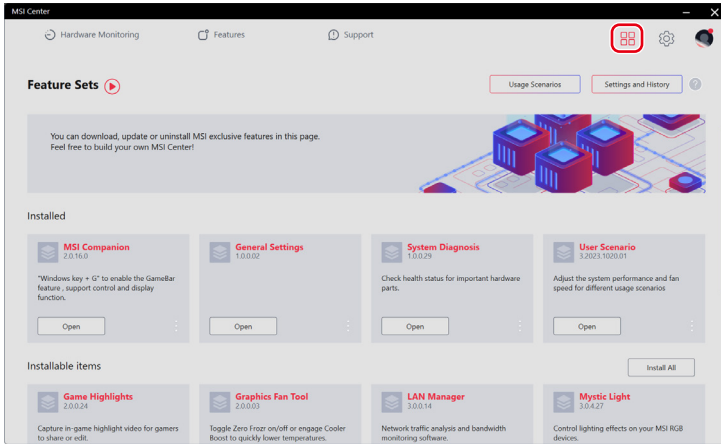 MSI Center
Hardware Monitoring
Features
Support
Feature Sets
Usage Scenarios
Settings and History
?
You can download, update or uninstall MSI exclusive features in this page.
Feel free to build your own MSI Center!
Installed
MSI Companion
2.0.16.0
"Windows key + G" to enable the GameBar
feature , support control and display
function.
Open
General Settings
1.0.0.02
Open
System Diagnosis
1.0.0.29
Check health status for important hardware
parts.
Open
User Scenario
3.2023.1020.01
Adjust the system performance and fan
speed for different usage scenarios
Open
Installable items
Install All
Game Highlights
2.0.0.24
Capture in-game highlight video for gamers
to share or edit.
Graphics Fan Tool
2.0.0.03
Toggle Zero Frozr on/off or engage Cooler
Boost to quickly lower temperatures.
LAN Manager
3.0.0.14
Network traffic analysis and bandwidth
monitoring software.
Mystic Light
3.0.4.27
Control lighting effects on your MSI RGB
devices.